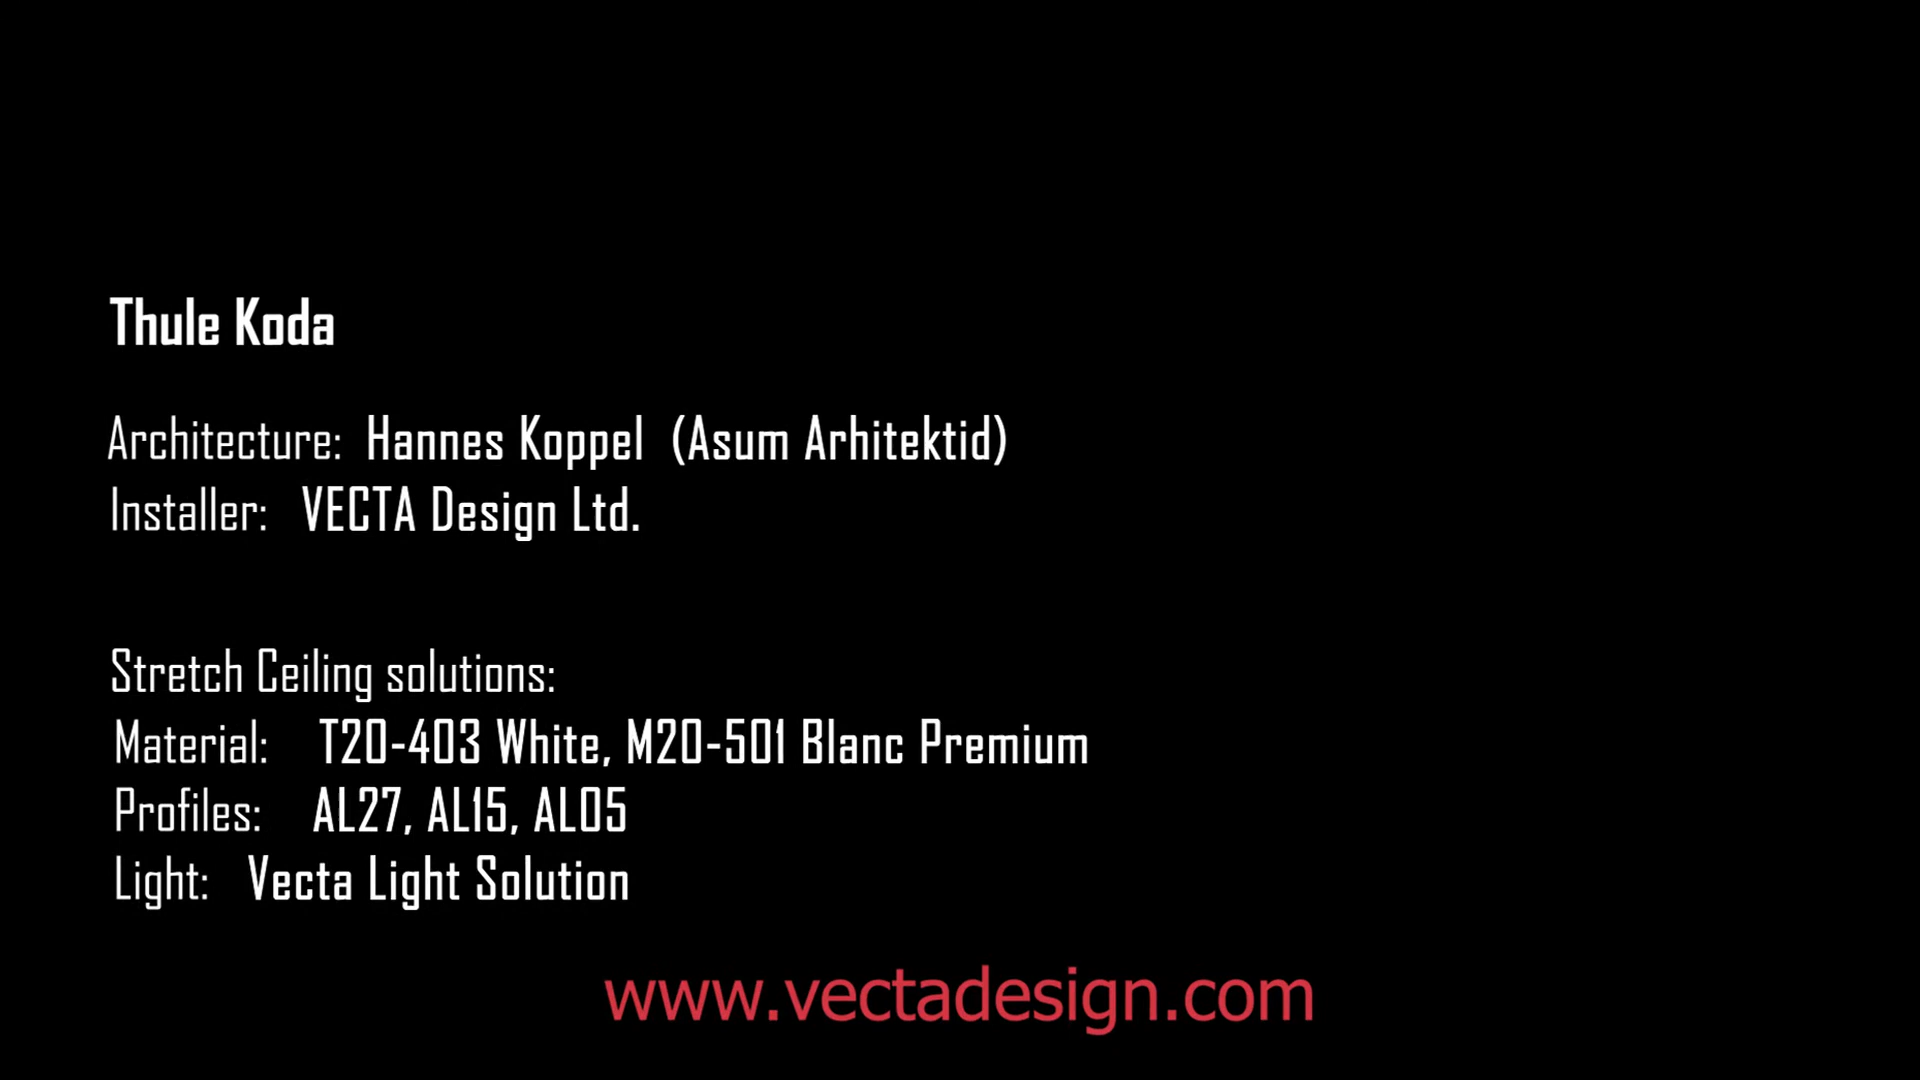 Thule Koda
Architecture: Hannes Koppel (Asum Arhitektid)
Installer: VECTA Design Ltd.
Stretch Ceiling solutions:
Material: T20-403 White, M20-501 Blanc Premium
Profiles: AL27, AL15, AL05
Light: Vecta Light Solution
www.vectadesign.com